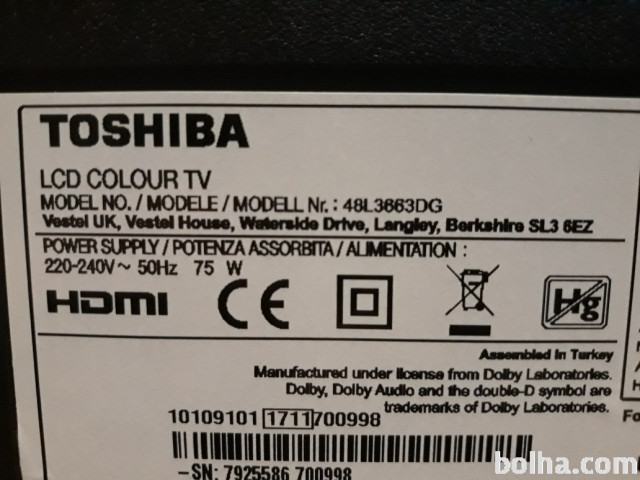 TOSHIBA
LCD COLOUR TV
MODEL NO. / MODELE / MODELL Nr. : 48L3663DG
Vestel UK, Vestel House, Waterside Drive, Langley, Berkshire SL3 6EZ
POWER SUPPLY / POTENZA ASSORBITA / ALIMENTATION :
220-240V~ 50Hz 75 W
HDMI CE Hg
Assembled in Turkey
Manufactured under license from Dolby Laboratories.
Dolby, Dolby Audio and the double-D symbol are
trademarks of Dolby Laboratories.
10109101 1711 700998
-SN: 7925586 700998
bolha.com